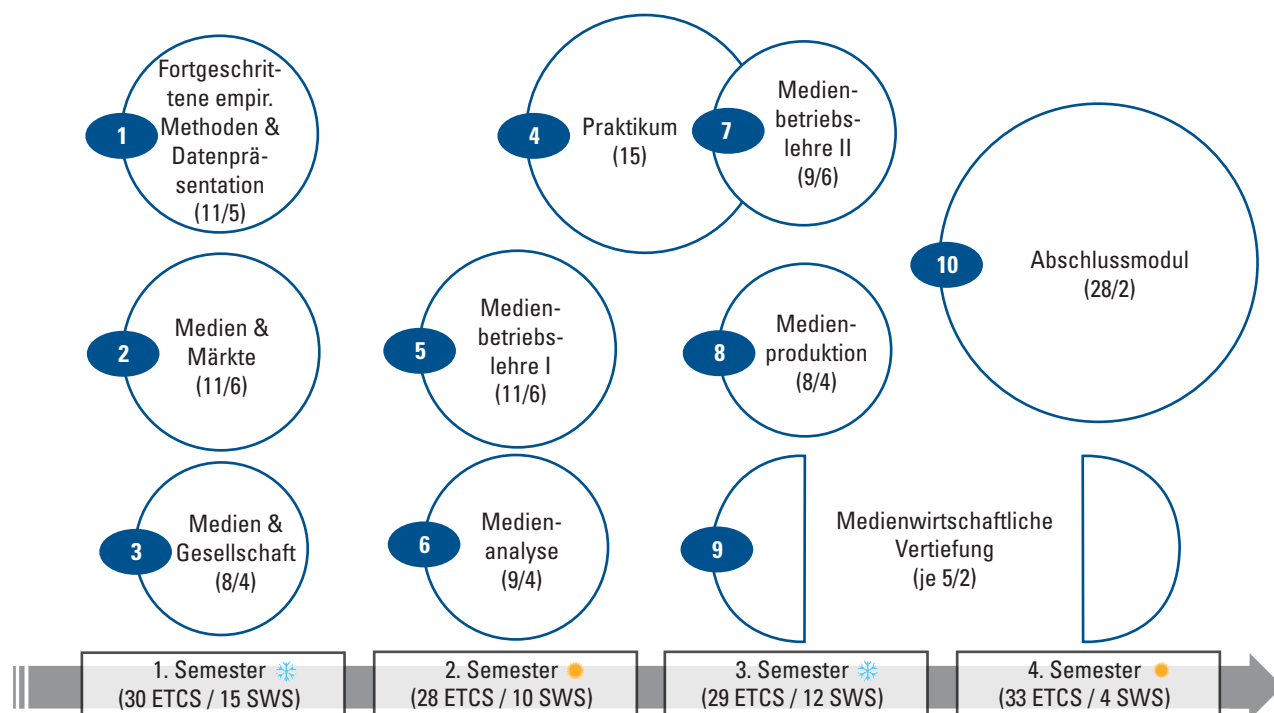 1
Fortgeschrit-
tene empir.
Methoden &
Datenprä-
sentation
(11/5)
4
Praktikum
(15)
7
Medien-
betriebs-
lehre II
(9/6)
10
Abschlussmodul
(28/2)
2
Medien &
Märkte
(11/6)
5
Medien-
betriebs-
lehre I
(11/6)
8
Medien-
produktion
(8/4)
3
Medien &
Gesellschaft
(8/4)
6
Medien-
analyse
(9/4)
9
Medienwirtschaftliche
Vertiefung
(je 5/2)
1. Semester
(30 ETCS / 15 SWS)
2. Semester
(28 ETCS / 10 SWS)
3. Semester
(29 ETCS / 12 SWS)
4. Semester
(33 ETCS / 4 SWS)